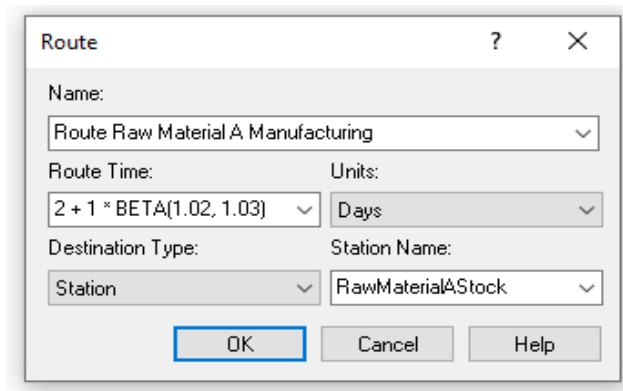 Route ?
Name:
Route Raw Material A Manufacturing
Route Time: Units:
2 + 1 * BETA(1.02, 1.03) Days
Destination Type: Station Name:
Station RawMaterialAStock
OK Cancel Help